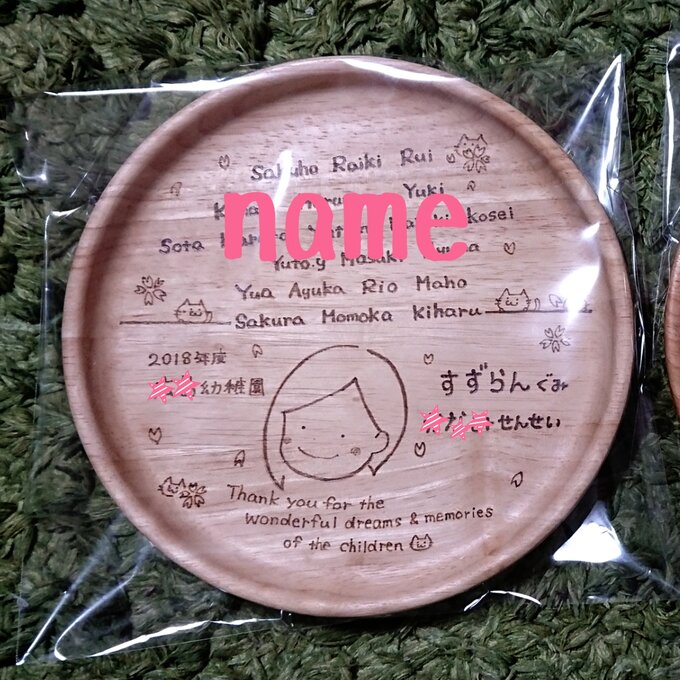 Sakuho Raiki Rui
Yuki
name
Sota
Kosei
Yuto.y Masaki
Yua Ayuka Rio Maho
Sakura Momoka Kiharu
2018年度
幼稚園
すずらんぐみ
せんせい
Thank you for the
wonderful dreams & memories
of the children